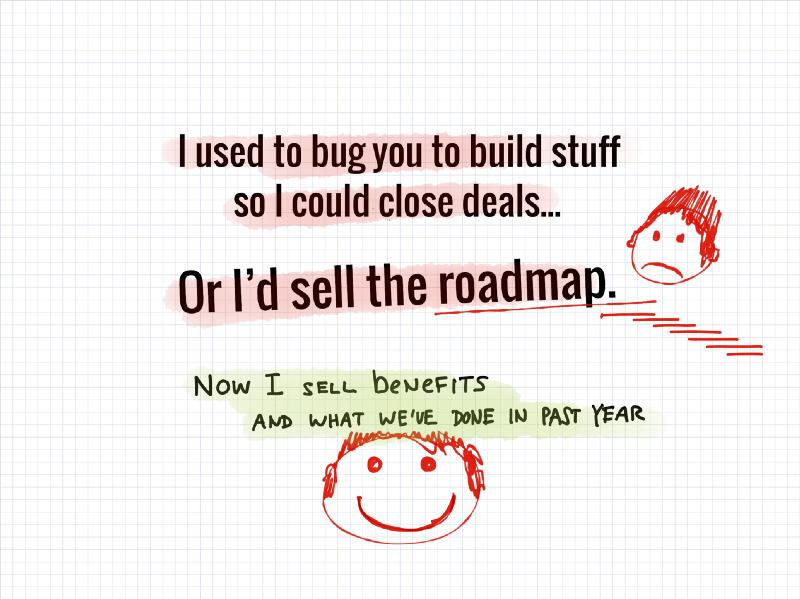 I used to bug you to build stuff
so I could close deals...
Or I'd sell the roadmap.
Now I SELL beNeFITS
AND WHAT WE'VE DONE IN PAST YEAR